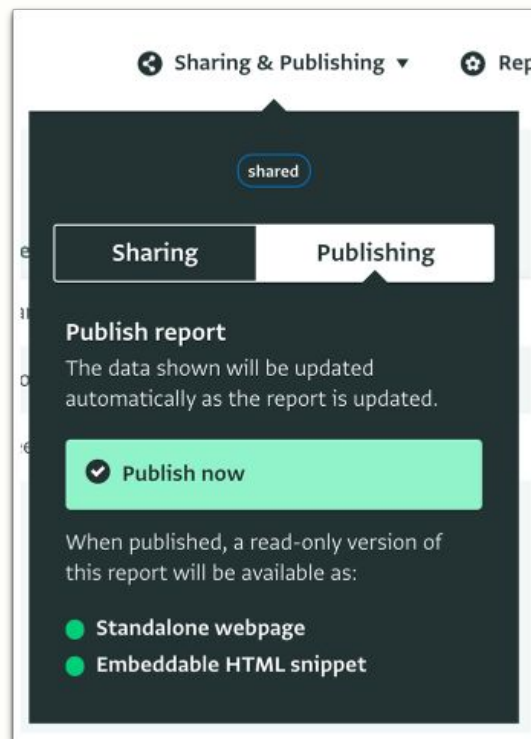 Sharing & Publishing
Rep
shared
Sharing
Publishing
Publish report
The data shown will be updated
automatically as the report is updated.
Publish now
When published, a read-only version of
this report will be available as:
Standalone webpage
Embeddable HTML snippet